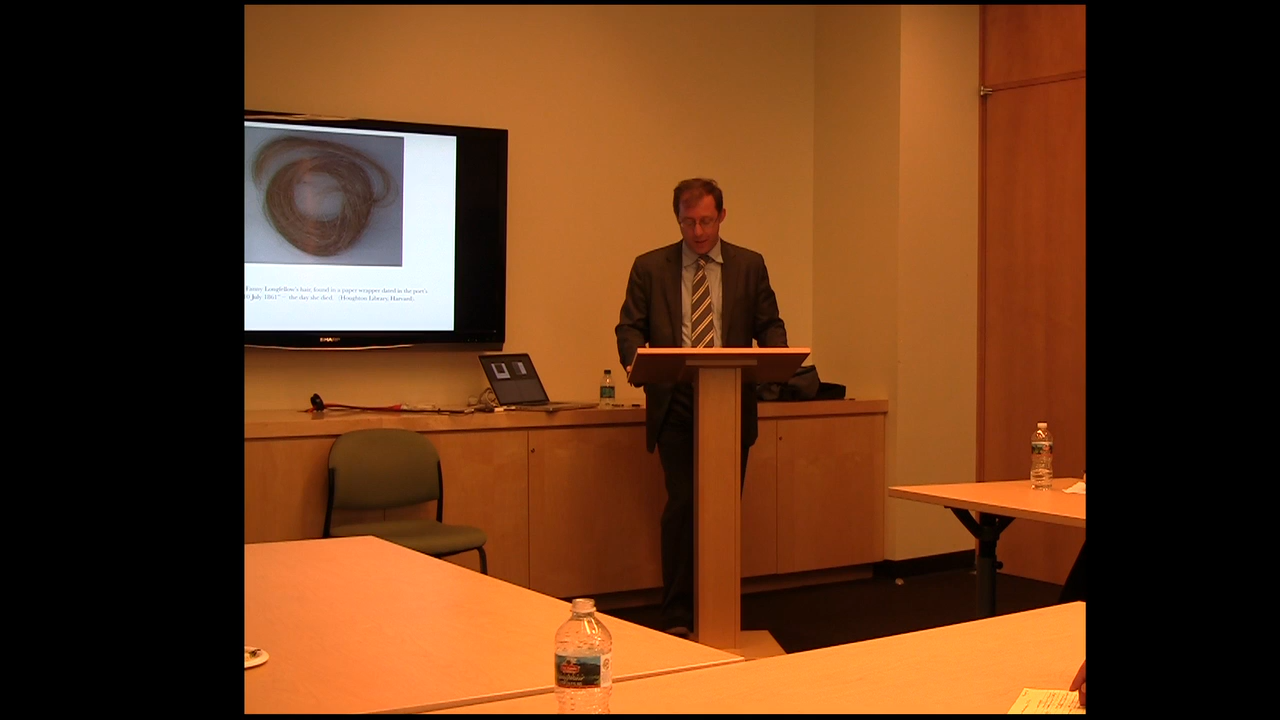 Fanny Longfellow's hair, found in a paper wrapper dated in the poet's
0 July 1861" — the day she died. (Houghton Library, Harvard).
SHARP